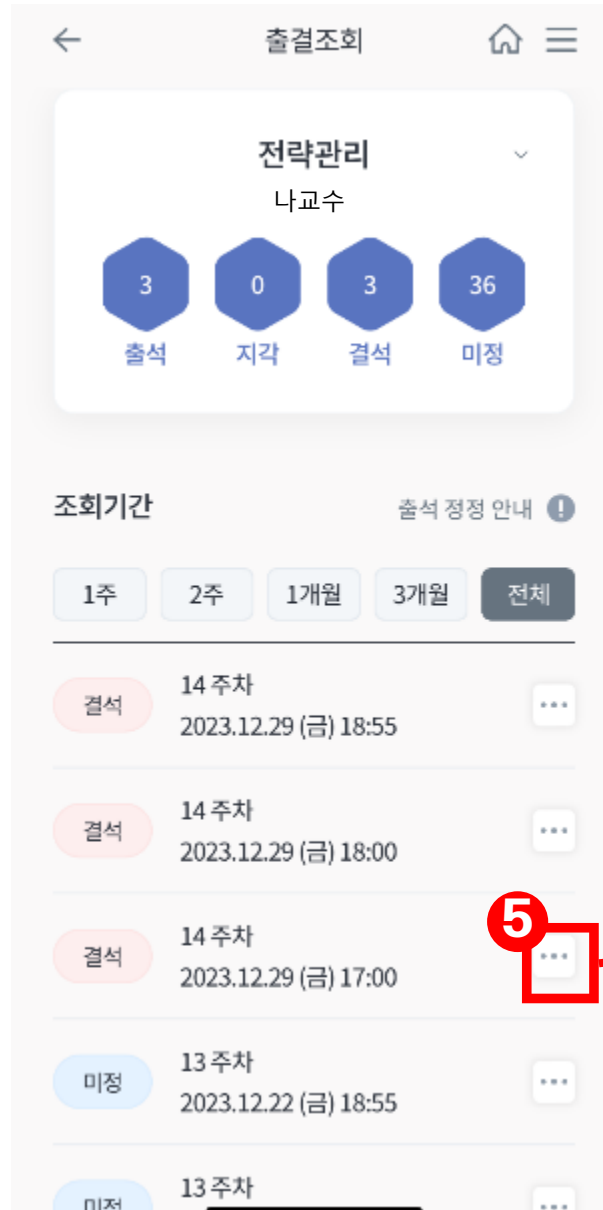 출결조회
전략관리
나교수
3 0 3 36
출석 지각 결석 미정
조회기간 출석 정정 안내 !
1주 2주 1개월 3개월 전체
결석 14 주차
2023.12.29 (금) 18:55
결석 14 주차
2023.12.29 (금) 18:00
5
결석 14 주차
2023.12.29 (금) 17:00
미정 13 주차
2023.12.22 (금) 18:55
미정 13 주차